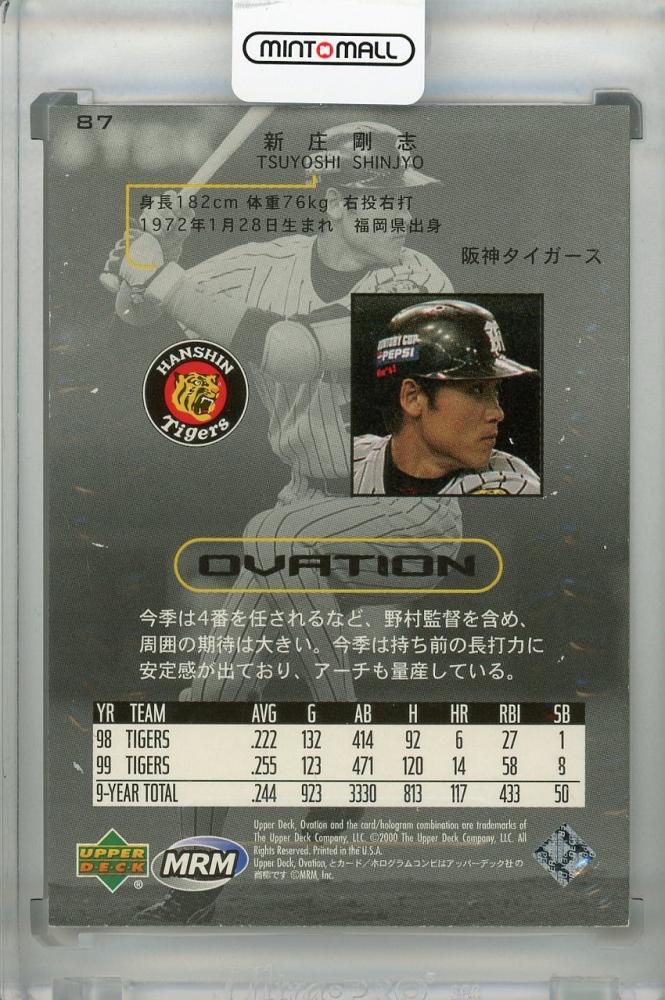 MINT MALL
87
新庄剛志
TSUYOSHI SHINJYO
身長182cm 体重76kg 右投右打
1972年1月28日生まれ 福岡県出身
阪神タイガース
PEPSI
HANSHIN
Tigers
OVATION
今季は4番を任されるなど、野村監督を含め、
周囲の期待は大きい。今季は持ち前の長打力に
安定感が出ており、アーチも量産している。
YR TEAM AVG G AB H HR RBI SB
98 TIGERS .222 132 414 92 6 27 1
99 TIGERS .255 123 471 120 14 58 8
9-YEAR TOTAL .244 923 3330 813 117 433 50
Upper Deck, Ovation and the card/hologram combination are trademarks of
The Upper Deck Company, LLC. ©2000 The Upper Deck Company, LLC. All
Rights Reserved. Printed in the U.S.A.
Upper Deck, Ovation, とカード/ホログラムコンビはアッパーデック社の
商標です ©MRM, Inc.
UPPER
DECK
®
MRM